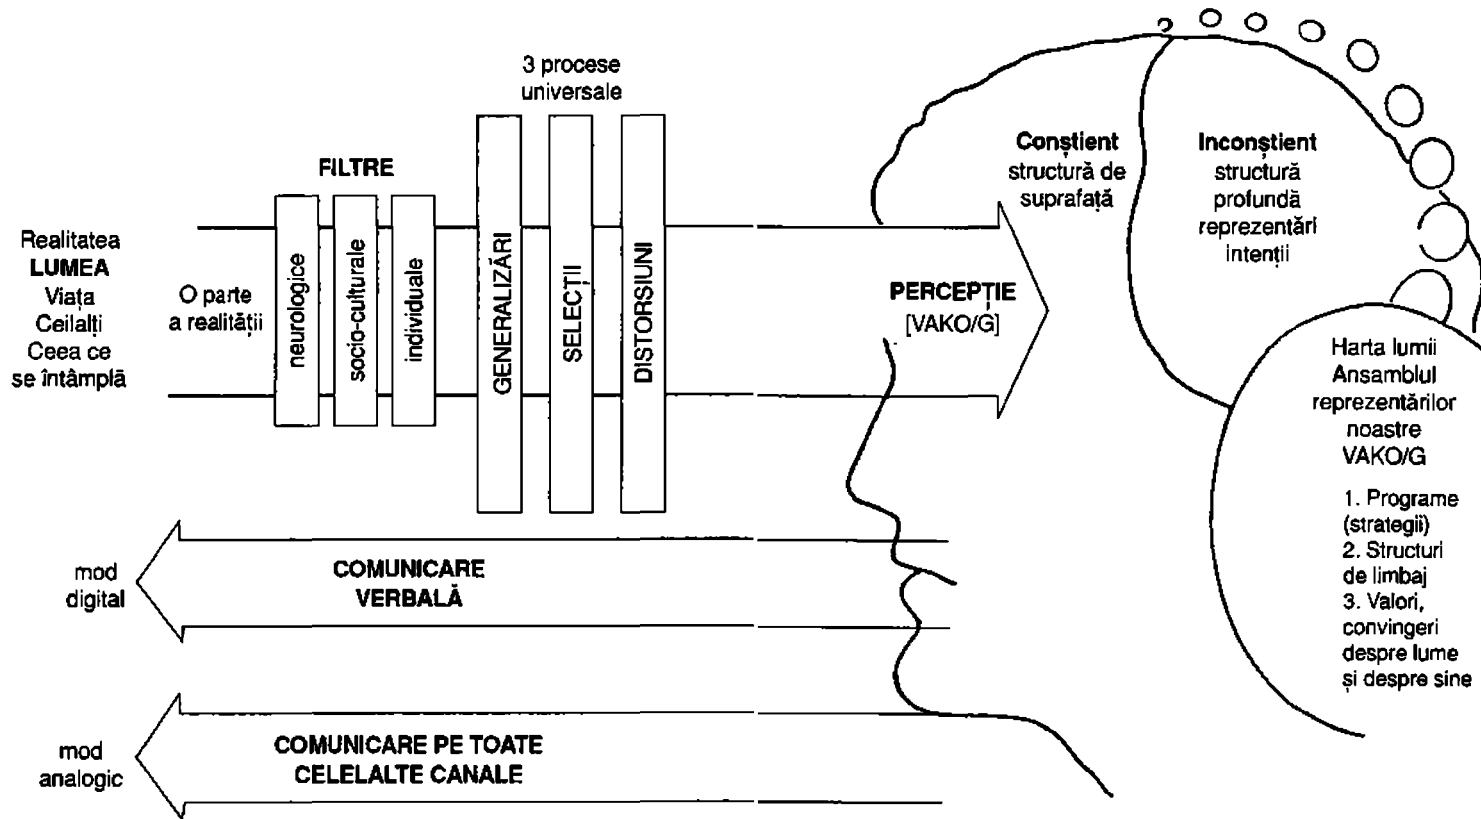 3 procese
universale
FILTRE
Realitatea
LUMEA
Viața
Ceilalți
Ceea ce
se întâmplă
O parte
a realității
neurologice
socio-culturale
individuale
GENERALIZĂRI
SELECȚII
DISTORSIUNI
PERCEPȚIE
[VAKO/G]
Conștient
structură de
suprafață
Inconștient
structură
profundă
reprezentări
intenții
Harta lumii
Ansamblul
reprezentărilor
noastre
VAKO/G
1. Programe
(strategii)
2. Structuri
de limbaj
3. Valori,
convingeri
despre lume
și despre sine
mod
digital
COMUNICARE
VERBALĂ
mod
analogic
COMUNICARE PE TOATE
CELELALTE CANALE